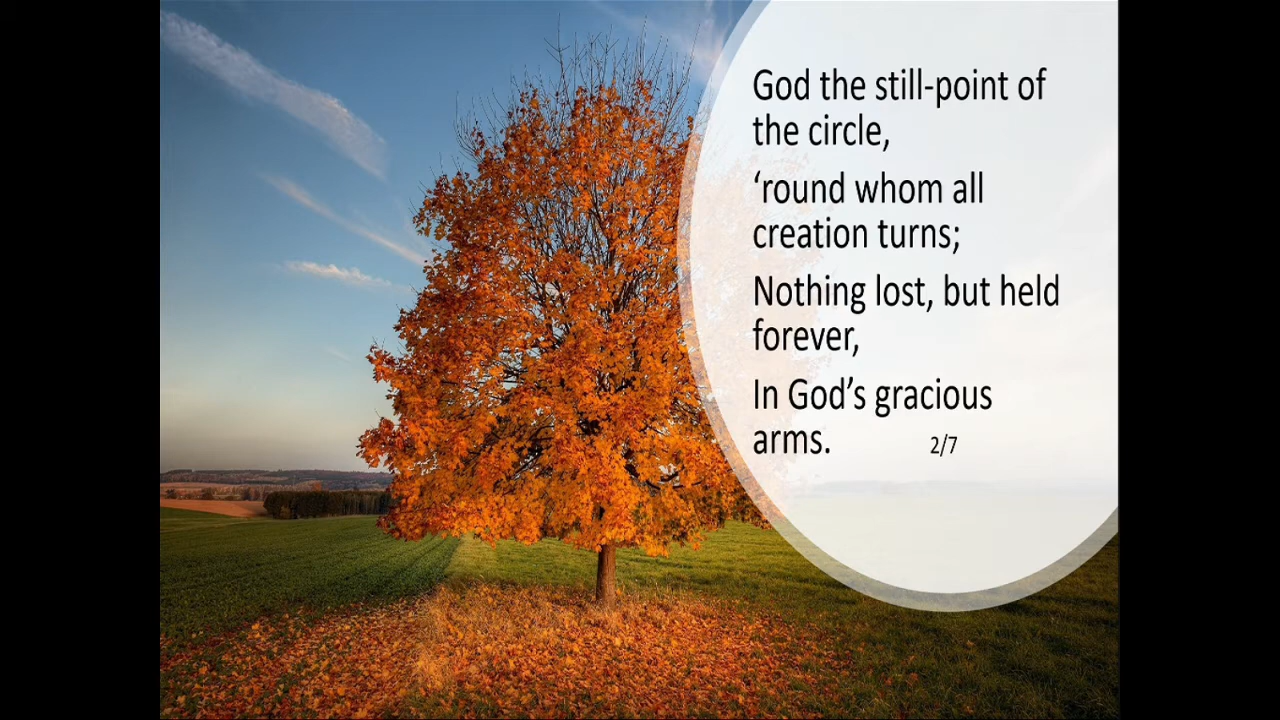 God the still-point of
the circle,
‘round whom all
creation turns;
Nothing lost, but held
forever,
In God’s gracious
arms. 2/7